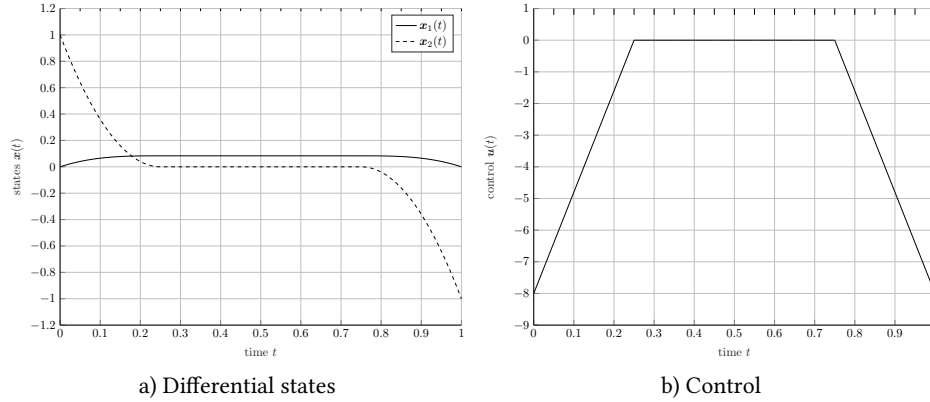 1.2
1
0.8
0.6
0.4
0.2
0
−0.2
−0.4
−0.6
−0.8
−1
−1.2
states x(t)
x₁(t)
x₂(t)
0 0.1 0.2 0.3 0.4 0.5 0.6 0.7 0.8 0.9 1
time t
a) Differential states
1
0
−1
−2
−3
−4
−5
−6
−7
−8
−9
control u(t)
0 0.1 0.2 0.3 0.4 0.5 0.6 0.7 0.8 0.9
time t
b) Control